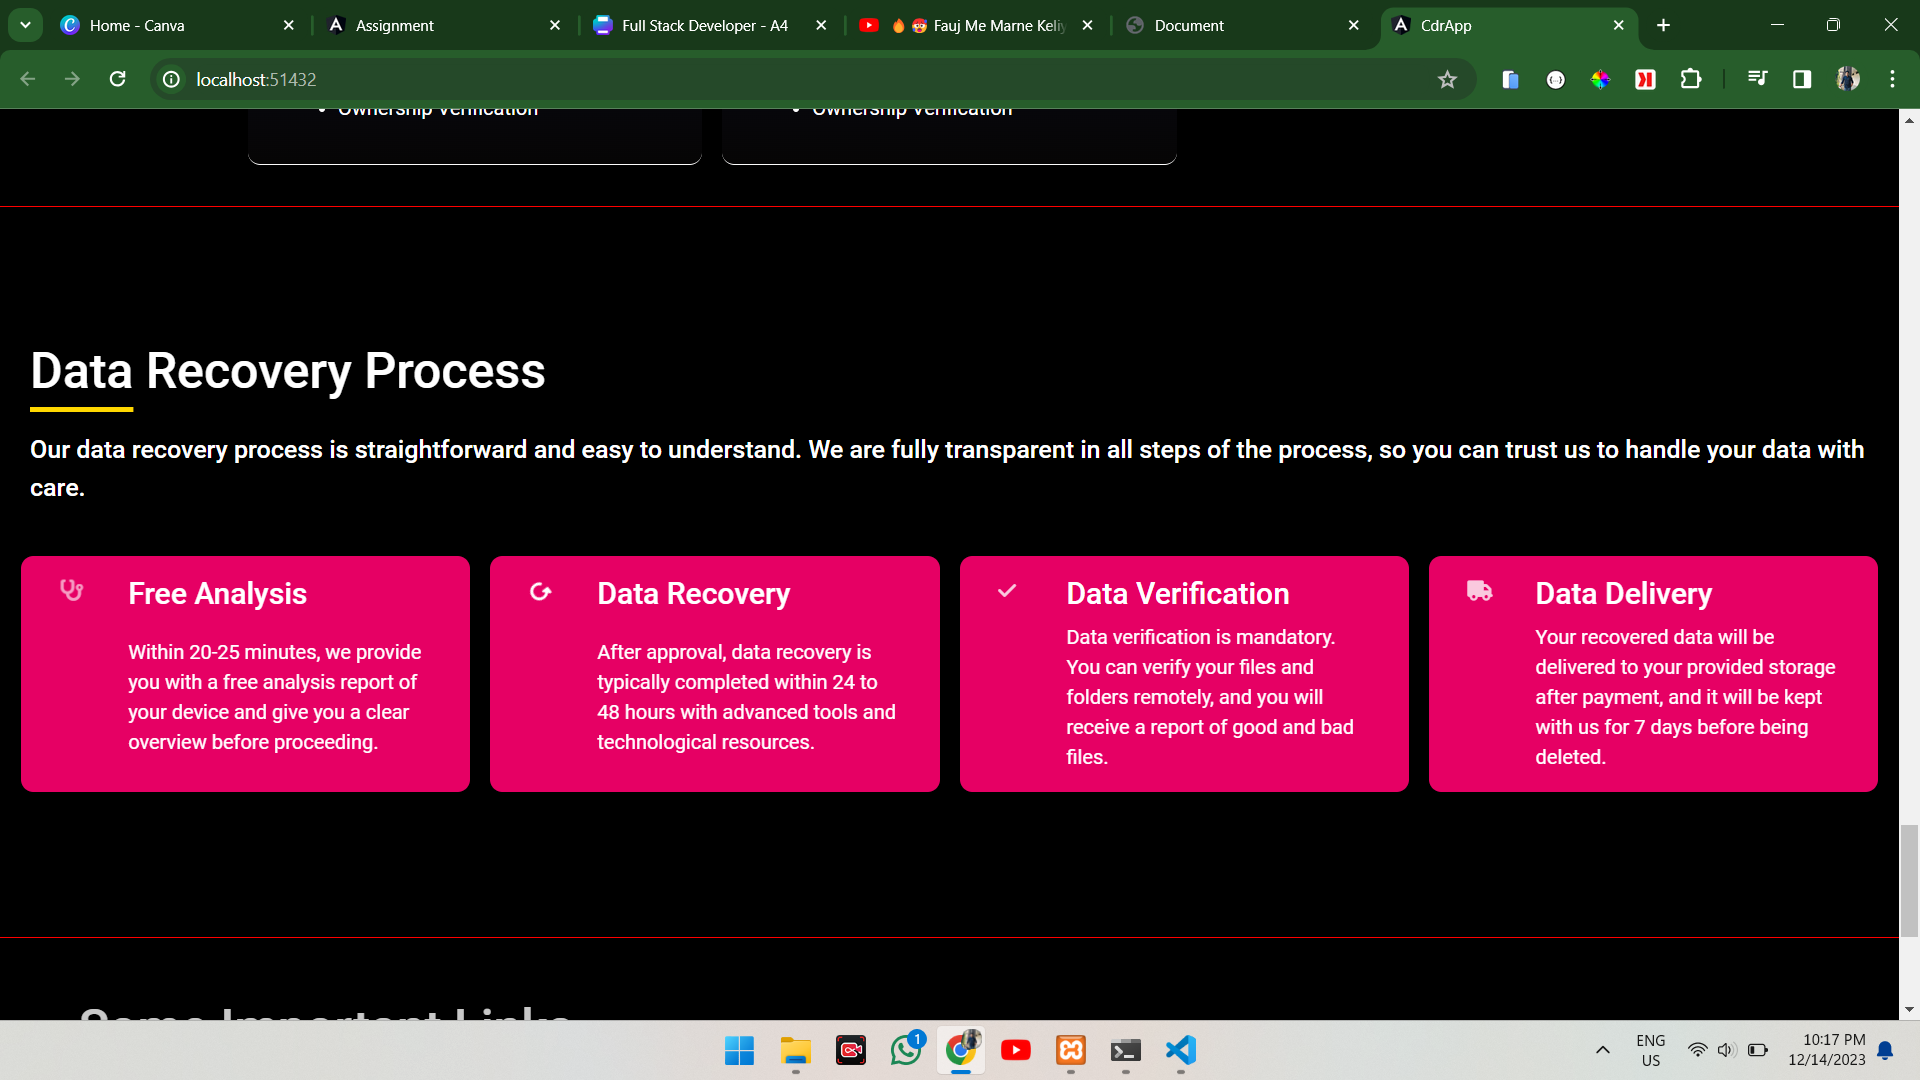 Home - Canva
Assignment
Full Stack Developer - A4
Fauj Me Marne Keliy
Document
CdrApp
localhost:51432
Ownership Verification
Ownership Verification
Data Recovery Process
Our data recovery process is straightforward and easy to understand. We are fully transparent in all steps of the process, so you can trust us to handle your data with
care.
Free Analysis
Within 20-25 minutes, we provide
you with a free analysis report of
your device and give you a clear
overview before proceeding.
Data Recovery
After approval, data recovery is
typically completed within 24 to
48 hours with advanced tools and
technological resources.
Data Verification
Data verification is mandatory.
You can verify your files and
folders remotely, and you will
receive a report of good and bad
files.
Data Delivery
Your recovered data will be
delivered to your provided storage
after payment, and it will be kept
with us for 7 days before being
deleted.
Some Important Links
1
ENG
US
10:17 PM
12/14/2023